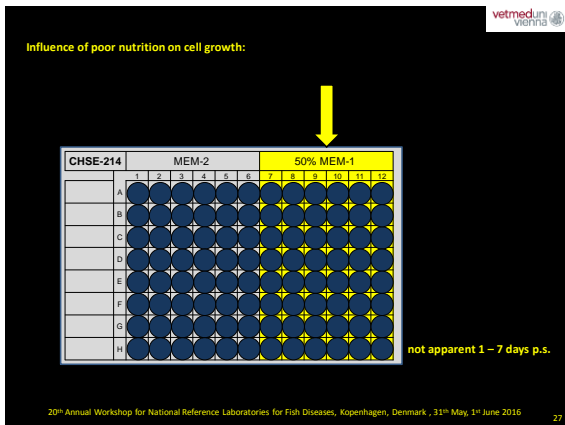 vetmeduni
vienna
Influence of poor nutrition on cell growth:
CHSE-214 MEM-2 50% MEM-1
1 2 3 4 5 6 7 8 9 10 11 12
A
B
C
D
E
F
G
H
not apparent 1 – 7 days p.s.
20th Annual Workshop for National Reference Laboratories for Fish Diseases, Kopenhagen, Denmark , 31th May, 1st June 2016
27